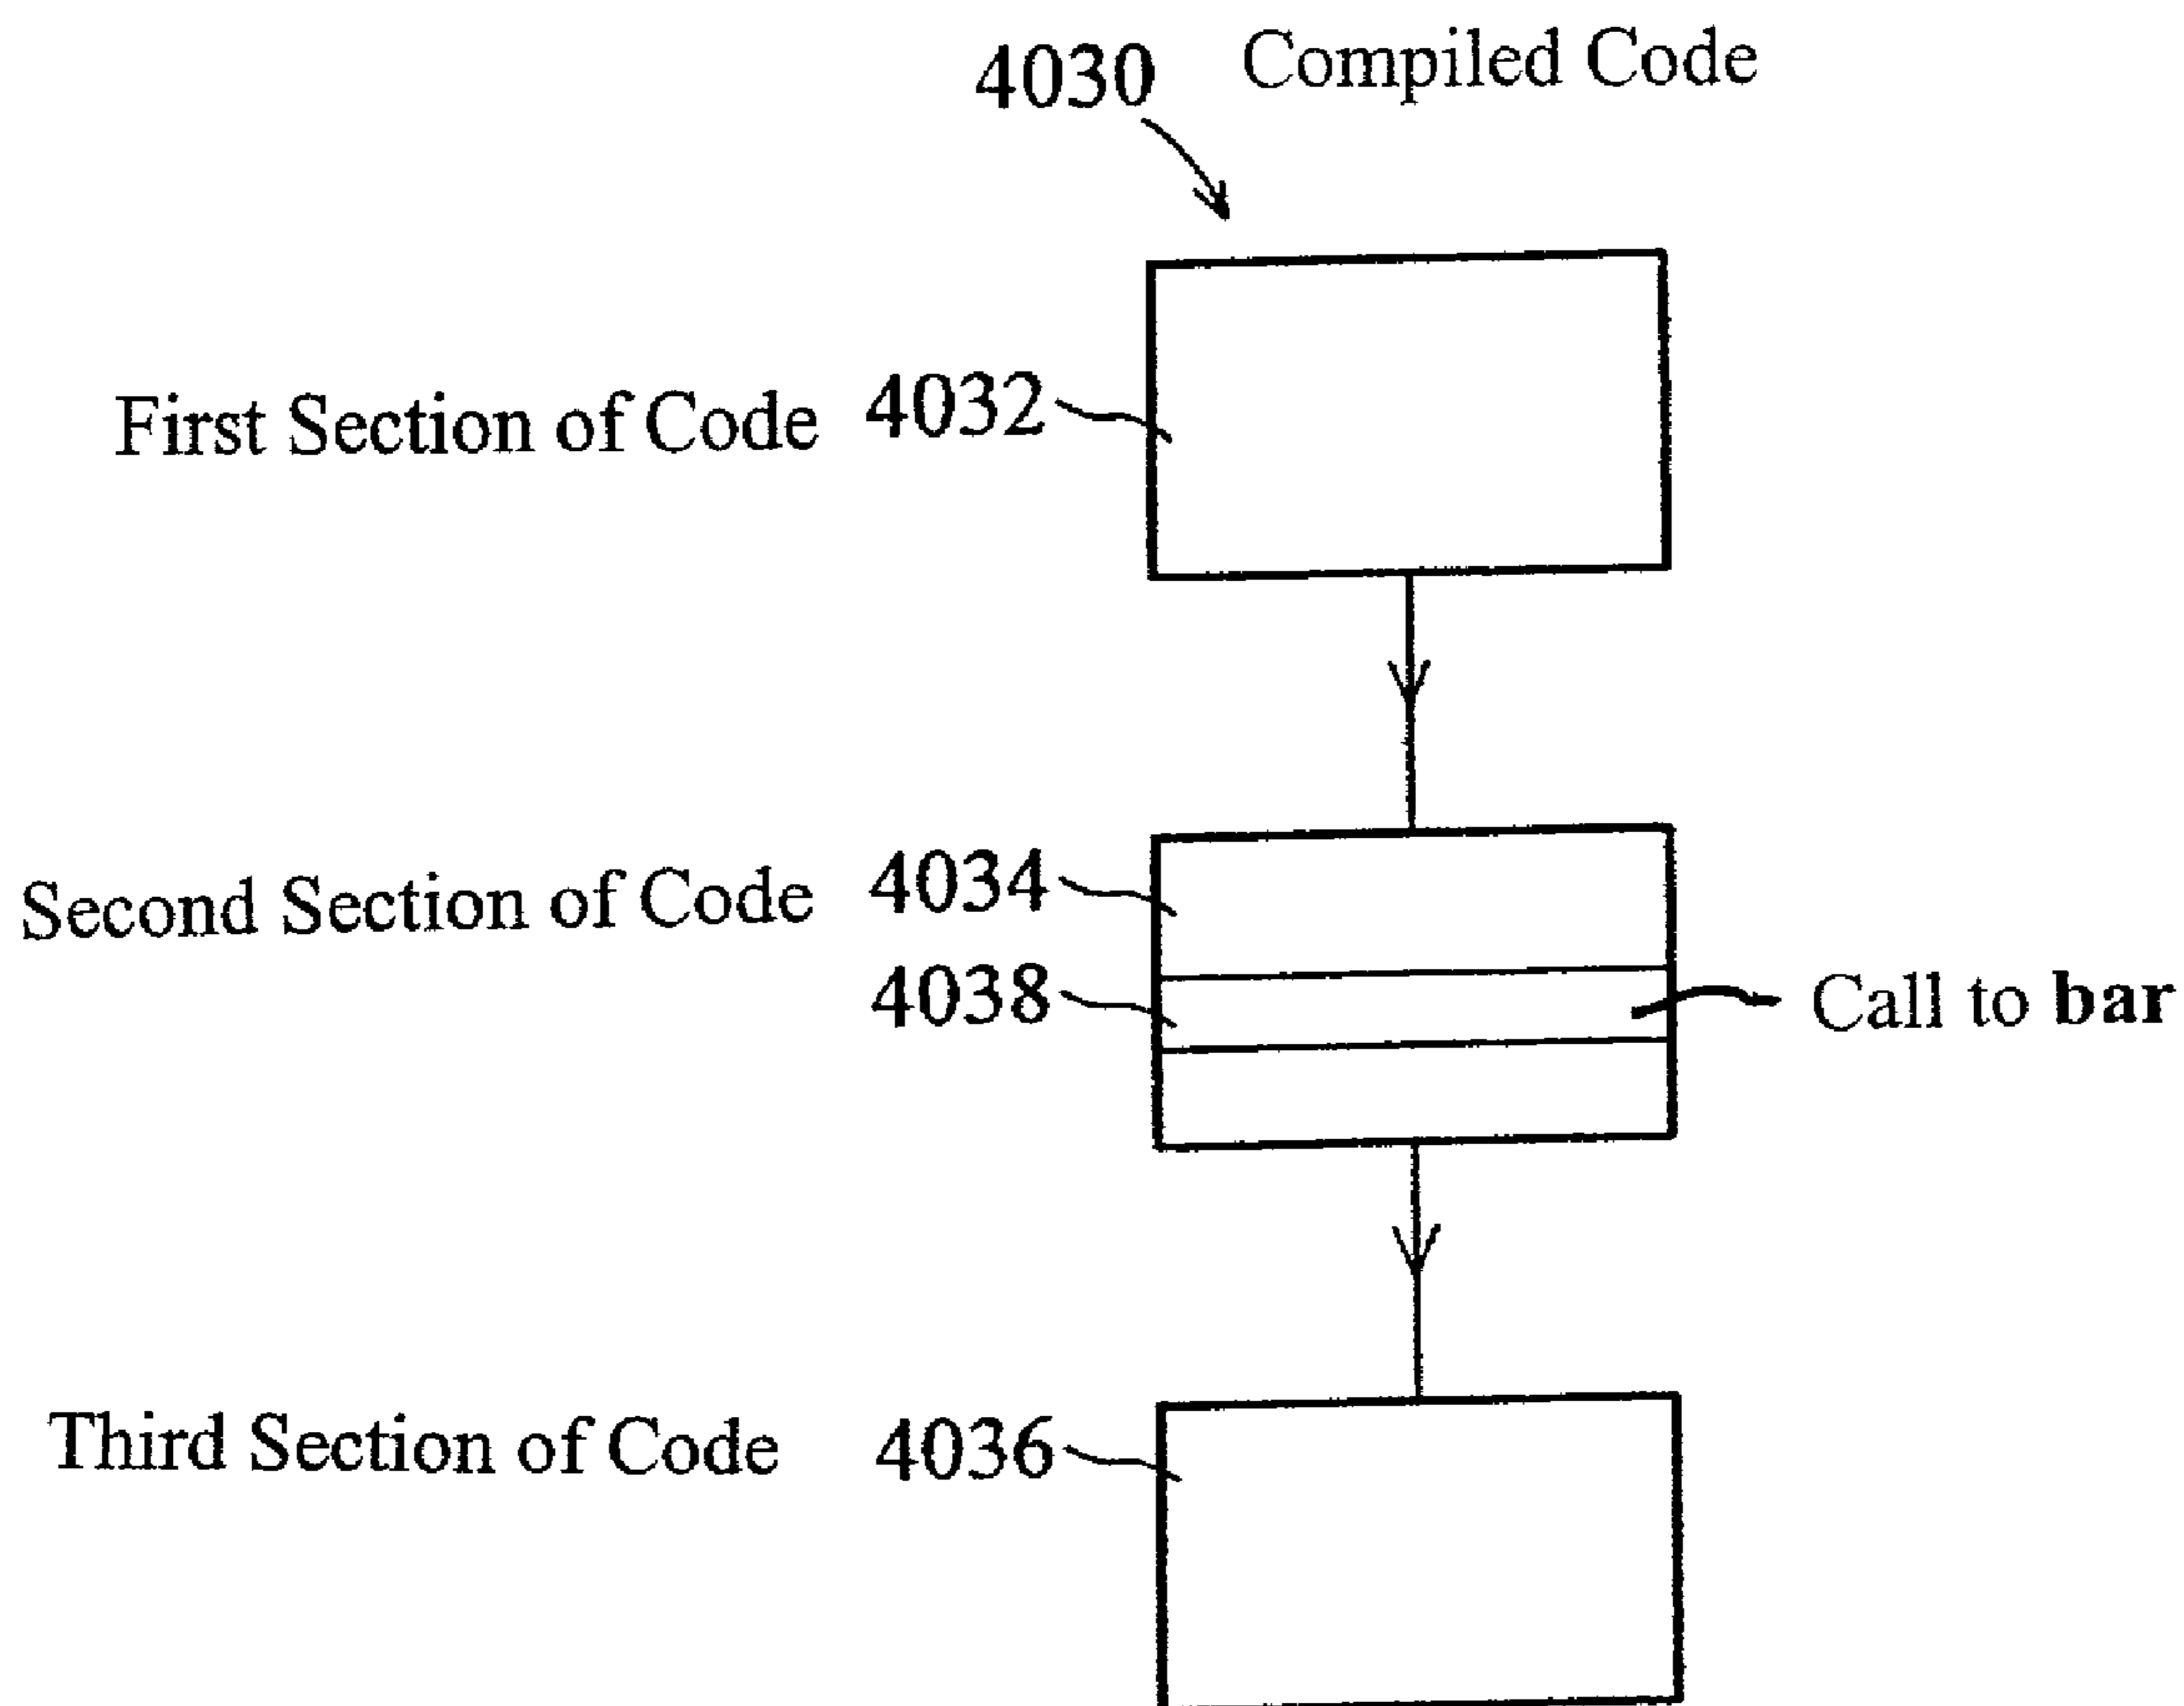 4030 Compiled Code
First Section of Code 4032
Second Section of Code 4034
4038
Call to bar
Third Section of Code 4036